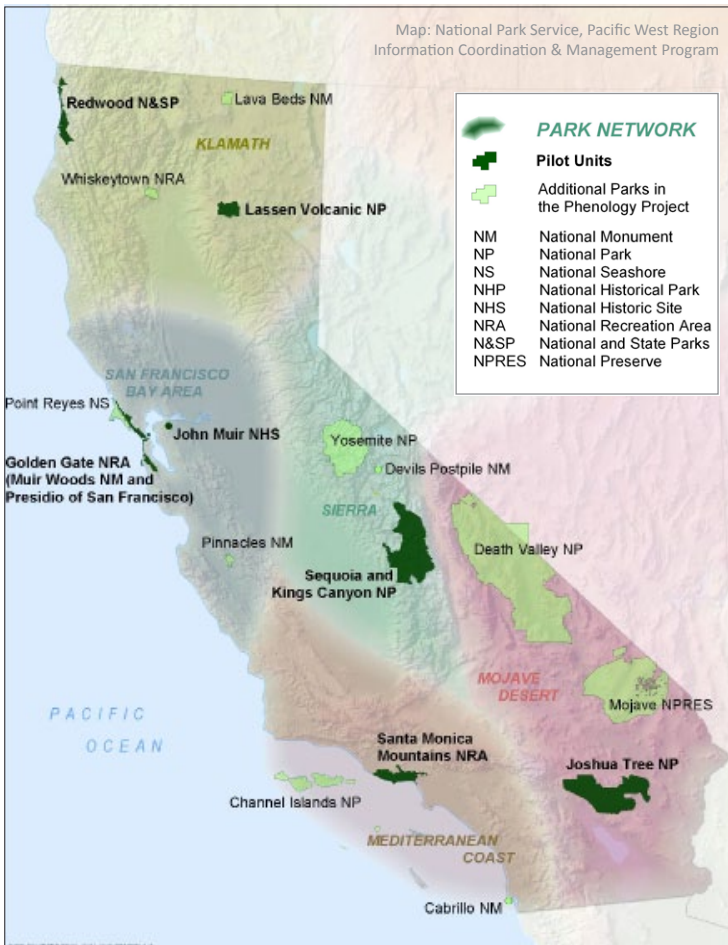 Map: National Park Service, Pacific West Region
Information Coordination & Management Program
Redwood N&SP
Lava Beds NM
KLAMATH
Whiskeytown NRA
Lassen Volcanic NP
PARK NETWORK
Pilot Units
Additional Parks in
the Phenology Project
NM National Monument
NP National Park
NS National Seashore
NHP National Historical Park
NHS National Historic Site
NRA National Recreation Area
N&SP National and State Parks
NPRES National Preserve
SAN FRANCISCO
BAY AREA
Point Reyes NS
John Muir NHS
Golden Gate NRA
(Muir Woods NM and
Presidio of San Francisco)
Yosemite NP
Devils Postpile NM
SIERRA
Pinnacles NM
Sequoia and
Kings Canyon NP
Death Valley NP
MOJAVE
DESERT
Mojave NPRES
PACIFIC
OCEAN
Santa Monica
Mountains NRA
Joshua Tree NP
Channel Islands NP
MEDITERRANEAN
COAST
Cabrillo NM